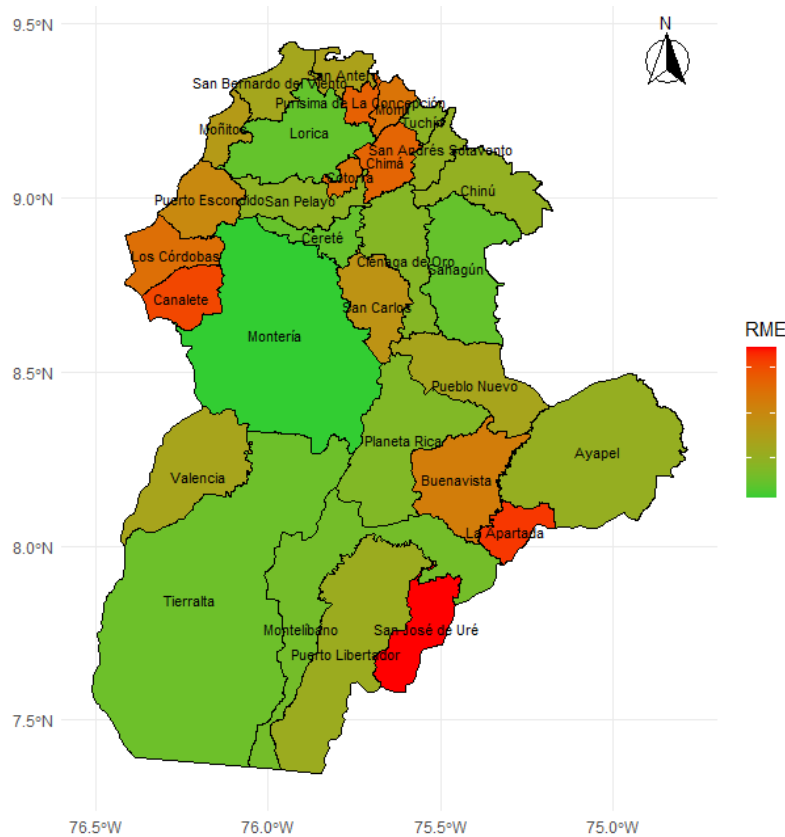 9.5°N
N
San Antero
San Bernardo del Viento
Purísima de La Concepción
Momil
Tuchín
Moñitos
Lorica
San Andrés Sotavento
Chimá
Cotorra
Chinú
9.0°N
Puerto Escondido
San Pelayo
Cereté
Los Córdobas
Ciénaga de Oro
Sahagún
Canalete
San Carlos
RME
Montería
8.5°N
Pueblo Nuevo
Planeta Rica
Ayapel
Valencia
Buenavista
8.0°N
La Apartada
Tierralta
Montelíbano
San José de Uré
Puerto Libertador
7.5°N
76.5°W 76.0°W 75.5°W 75.0°W